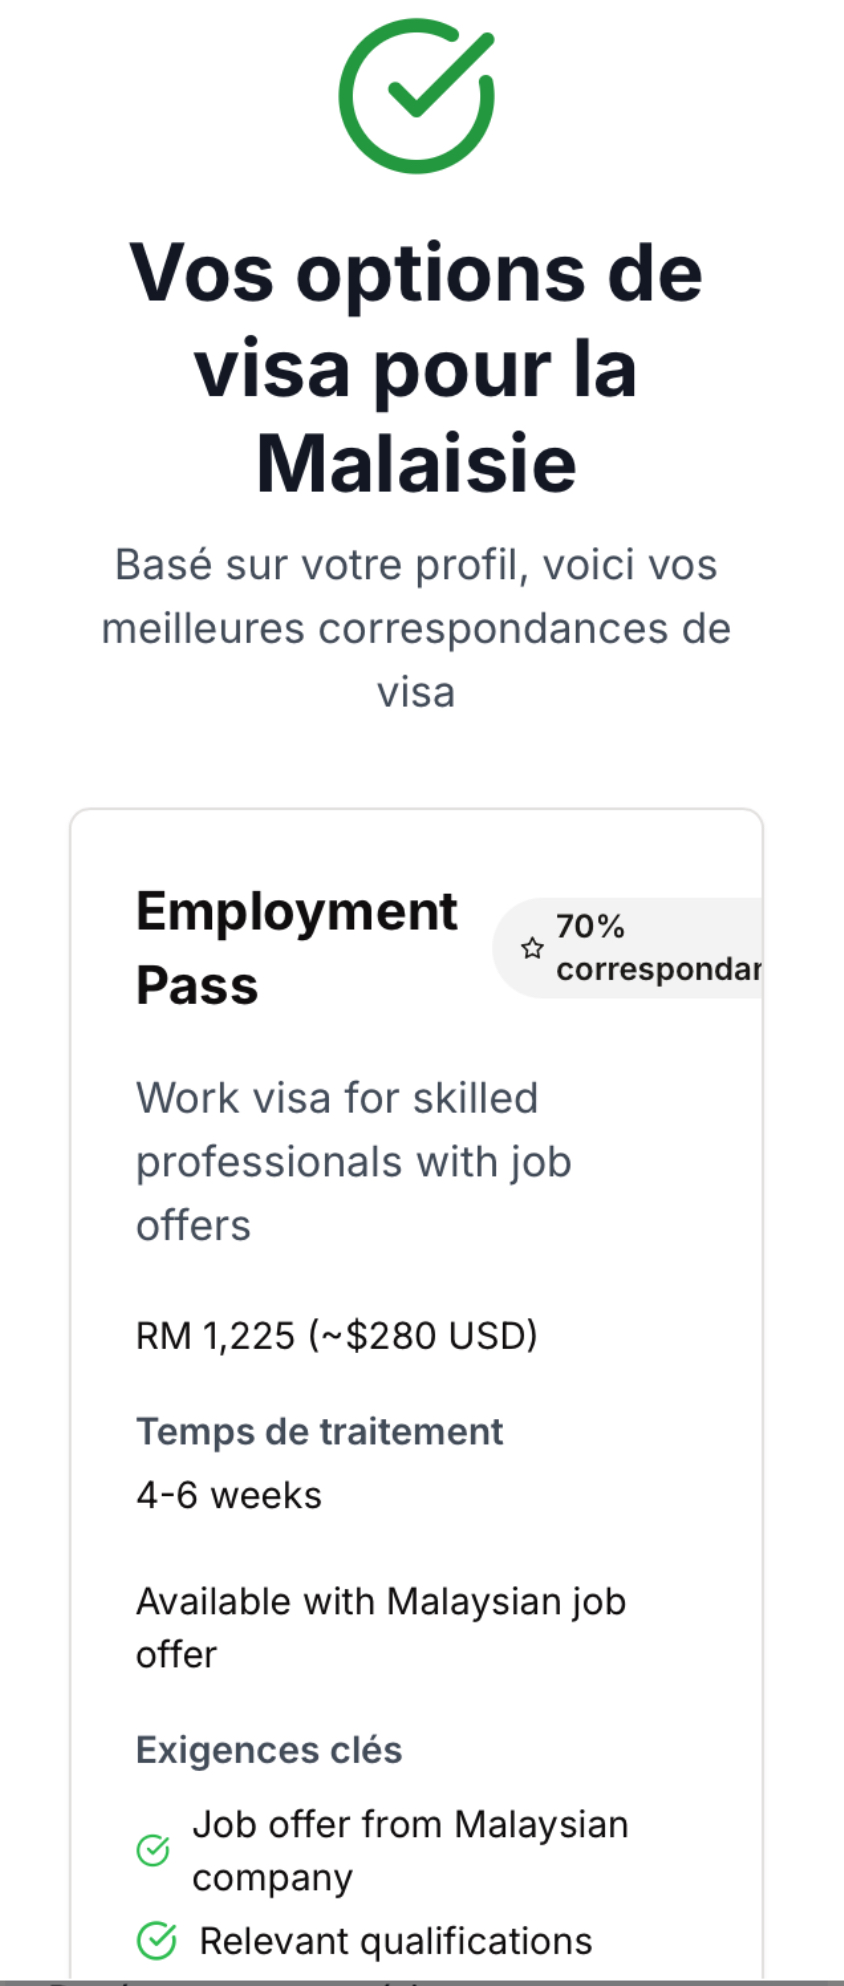 Vos options de
visa pour la
Malaisie
Basé sur votre profil, voici vos
meilleures correspondances de
visa
Employment
Pass
70%
correspondan
Work visa for skilled
professionals with job
offers
RM 1,225 (~$280 USD)
Temps de traitement
4-6 weeks
Available with Malaysian job
offer
Exigences clés
Job offer from Malaysian
company
Relevant qualifications